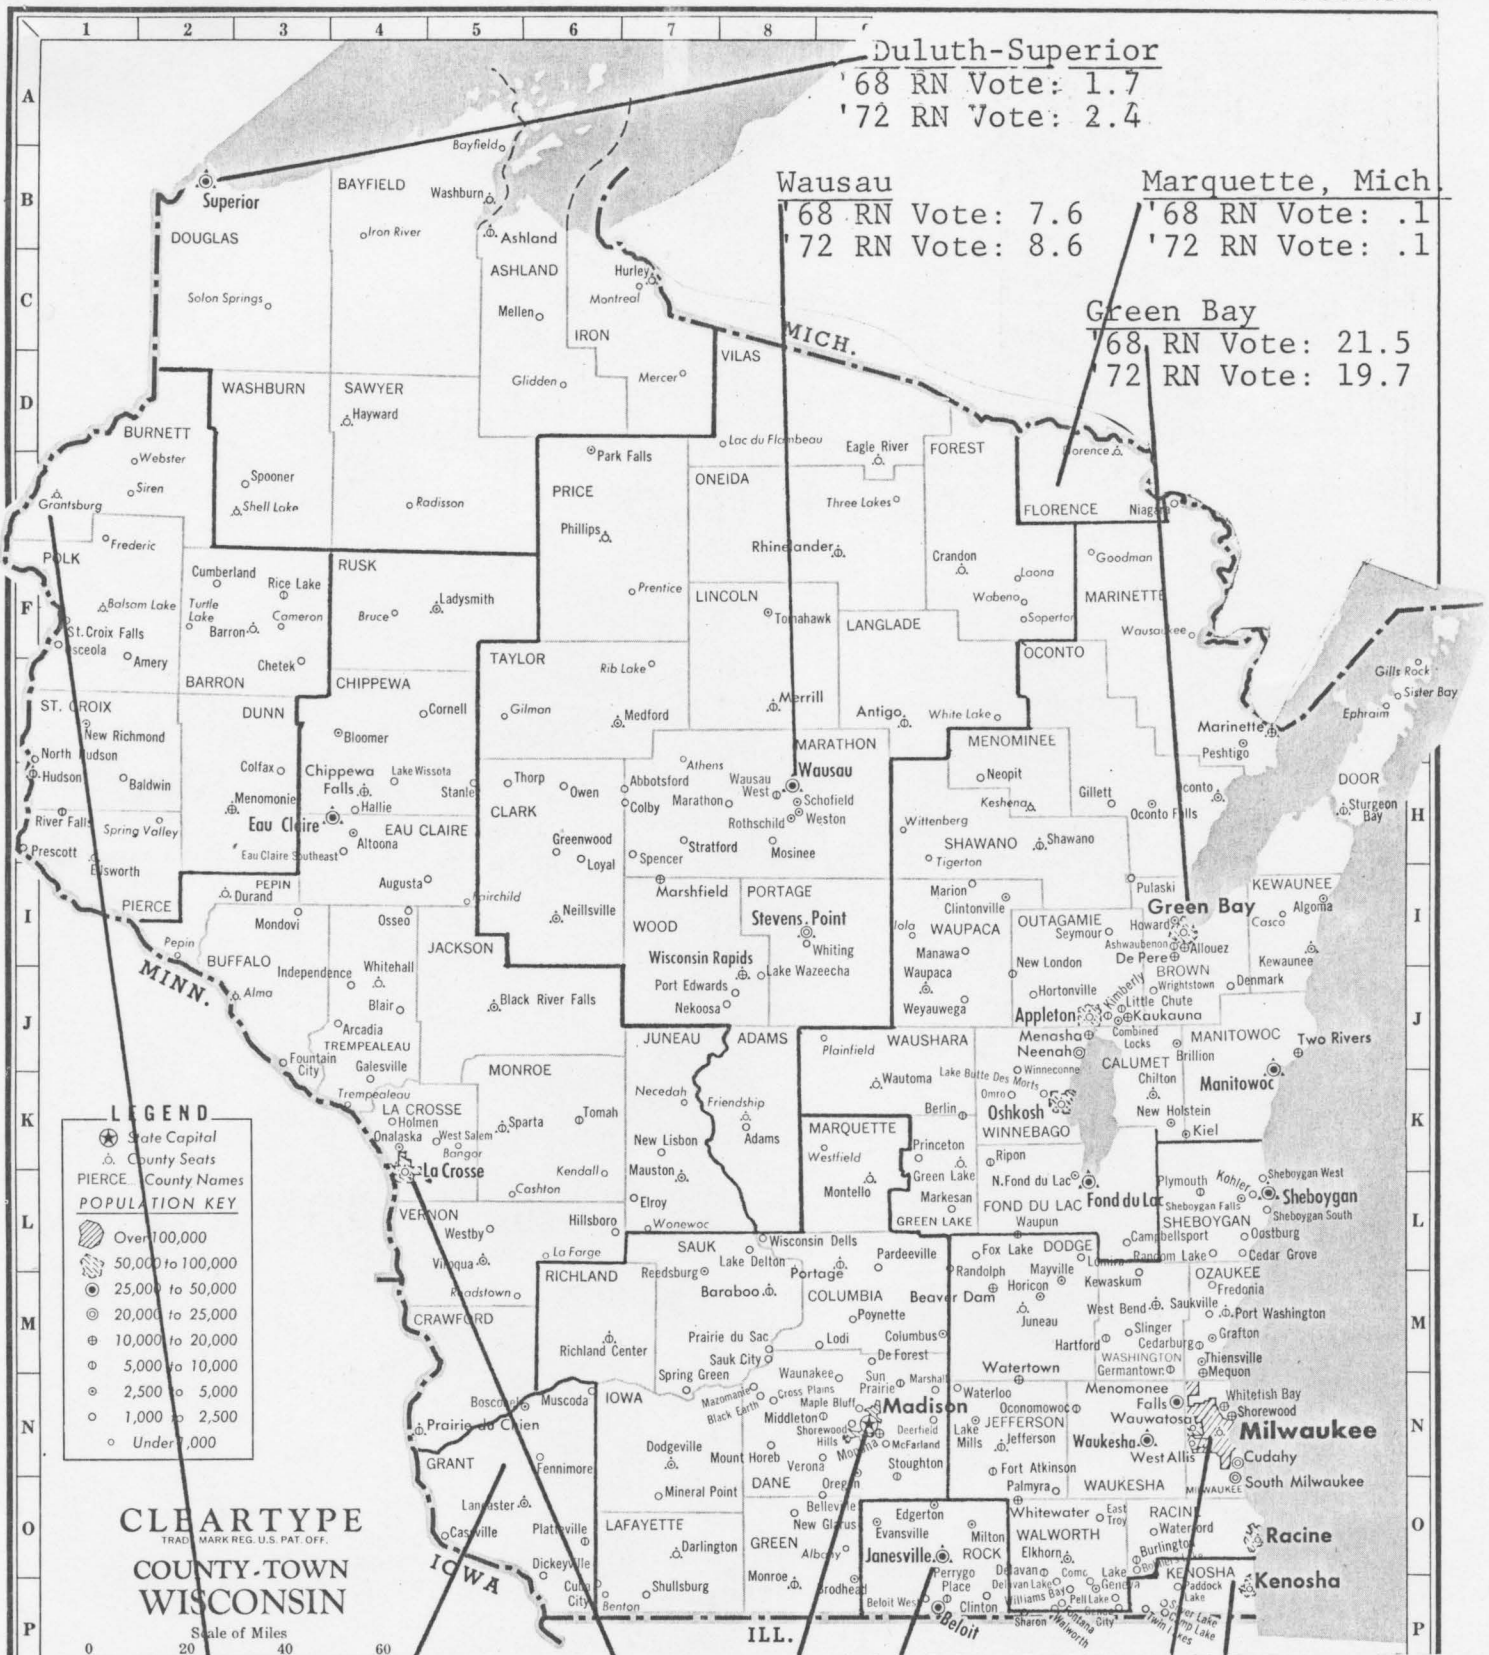 1 2 3 4 5 6 7 8
Duluth-Superior
'68 RN Vote: 1.7
'72 RN Vote: 2.4
Wausau
'68 RN Vote: 7.6
'72 RN Vote: 8.6
Marquette, Mich.
'68 RN Vote: .1
'72 RN Vote: .1
Green Bay
'68 RN Vote: 21.5
'72 RN Vote: 19.7
A
Bayfield
B
BAYFIELD
Washburn
Superior
DOUGLAS
Iron River
Ashland
C
ASHLAND
Hurley
Solon Springs
Montreal
Mellen
IRON
MICH.
VILAS
D
WASHBURN SAWYER
Glidden
Mercer
Hayward
BURNETT
Webster
Lac du Flambeau
Eagle River
FOREST
Florence
Park Falls
Spooner
Siren
PRICE
ONEIDA
Grantsburg
Shell Lake
Radisson
Three Lakes
FLORENCE
Niagara
Phillips
Frederic
POLK
Rhinelander
Crandon
Goodman
RUSK
Cumberland
Rice Lake
Laona
Prentice
LINCOLN
MARINETTE
F
Balsam Lake
Turtle
Lake
Cameron
Bruce
Ladysmith
Tomahawk
Wabeno
LANGLADE
Soperton
St. Croix Falls
Barron
Wausaukee
Osceola
Amery
Chetek
TAYLOR
Rib Lake
OCONTO
BARRON
CHIPPEWA
Gills Rock
Sister Bay
ST. CROIX
DUNN
Cornell
Gilman
Medford
Merrill
Antigo
White Lake
Ephraim
New Richmond
Bloomer
Marinette
MARATHON
MENOMINEE
Peshtigo
North Hudson
Hudson
Baldwin
Colfax
Chippewa
Falls
Lake Wissota
Stanley
Thorp
Owen
Athens
Abbotsford
Wausau
West
Wausau
Neopit
DOOR
Menomonie
Hallie
CLARK
Colby
Marathon
Schofield
Keshena
Gillett
Oconto
Sturgeon
Bay
River Falls
Spring Valley
Eau Claire
EAU CLAIRE
Rothschild
Weston
Wittenberg
Oconto Falls
H
Prescott
Altoona
Greenwood
Stratford
Mosinee
SHAWANO
Shawano
Eau Claire Southeast
Loyal
Spencer
Tigerton
Ellsworth
PEPIN
Durand
Augusta
Fairchild
Marshfield
PORTAGE
Marion
Pulaski
KEWAUNEE
PIERCE
Mondovi
Osseo
Neillsville
WOOD
Stevens Point
Clintonville
Green Bay
Algoma
I
Iola
WAUPACA
OUTAGAMIE
Seymour
Howard
Casco
Pepin
BUFFALO
JACKSON
Whiting
Ashwaubenon
Allouez
Manawa
De Pere
MINN.
Independence
Whitehall
Wisconsin Rapids
Lake Wazeecha
Waupaca
New London
BROWN
Kewaunee
Alma
Blair
Black River Falls
Port Edwards
Nekoosa
Weyauwega
Hortonville
Kimberly
Wrightstown
Denmark
Little Chute
J
Arcadia
TREMPEALEAU
JUNEAU
ADAMS
Plainfield
WAUSHARA
Appleton
Kaukauna
Menasha
Combined
Locks
MANITOWOC
Two Rivers
Neenah
Brillion
Fountain
City
Galesville
MONROE
Wautoma
Lake Butte Des Morts
Winneconne
CALUMET
Chilton
Manitowoc
Trempealeau
Necedah
Friendship
Omro
LEGEND
State Capital
County Seats
PIERCE County Names
POPULATION KEY
Over 100,000
50,000 to 100,000
25,000 to 50,000
20,000 to 25,000
10,000 to 20,000
5,000 to 10,000
2,500 to 5,000
1,000 to 2,500
Under 1,000
LA CROSSE
Holmen
Sparta
Tomah
Adams
Berlin
Oshkosh
New Holstein
K
Onalaska
West Salem
Bangor
New Lisbon
MARQUETTE
WINNEBAGO
Kiel
La Crosse
Kendall
Mauston
Westfield
Princeton
Ripon
Cashton
Montello
Green Lake
N. Fond du Lac
Plymouth
Kohler
Sheboygan West
Elroy
Markesan
Fond du Lac
Sheboygan Falls
Sheboygan
Sheboygan South
L
VERNON
Westby
Hillsboro
Wonewoc
GREEN LAKE
FOND DU LAC
Waupun
SHEBOYGAN
Campbellsport
Oostburg
SAUK
Wisconsin Dells
Lake Delton
Fox Lake
DODGE
Lomira
Random Lake
Cedar Grove
La Farge
Viroqua
RICHLAND
Reedsburg
Portage
Pardeeville
Randolph
Mayville
Kewaskum
OZAUKEE
Readstown
Baraboo
COLUMBIA
Beaver Dam
Horicon
Fredonia
M
CRAWFORD
Poynette
Juneau
West Bend
Saukville
Port Washington
Richland Center
Prairie du Sac
Lodi
Columbus
Hartford
Slinger
Cedarburg
Grafton
Sauk City
De Forest
WASHINGTON
Thiensville
Spring Green
Waunakee
Sun
Prairie
Marshall
Watertown
Germantown
Mequon
Boscobel
Muscoda
IOWA
Mazomanie
Cross Plains
Waterloo
Menomonee
Falls
Whitefish Bay
Black Earth
Maple Bluff
Madison
Oconomowoc
Shorewood
N
Prairie du Chien
Middleton
Shorewood
Hills
Deerfield
Lake
Mills
JEFFERSON
Jefferson
Wauwatosa
Milwaukee
Dodgeville
Mount Horeb
Monona
McFarland
Waukesha
West Allis
GRANT
Fennimore
Verona
Stoughton
Fort Atkinson
Cudahy
DANE
Oregon
Palmyra
WAUKESHA
MILWAUKEE
South Milwaukee
Lancaster
Mineral Point
Belleville
Edgerton
Whitewater
East
Troy
RACINE
O
Cassville
Platteville
LAFAYETTE
GREEN
New Glarus
Evansville
Milton
WALWORTH
Waterford
Racine
IOWA
Dickeyville
Darlington
Albany
Janesville
ROCK
Elkhorn
Burlington
Monroe
Perrygo
Place
Delavan
Como
Lake
Geneva
KENOSHA
Kenosha
Cuba
City
Shullsburg
Brodhead
Delavan Lake
Paddock
Lake
Benton
Beloit West
Clinton
Williams
Bay
Pell Lake
Genoa
City
Silver Lake
Camp Lake
Twin Lakes
P
ILL.
Beloit
Sharon
Fontana
Walworth
CLEARTYPE
TRADE MARK REG. U.S. PAT. OFF.
COUNTY-TOWN
WISCONSIN
Scale of Miles
0 20 40 60